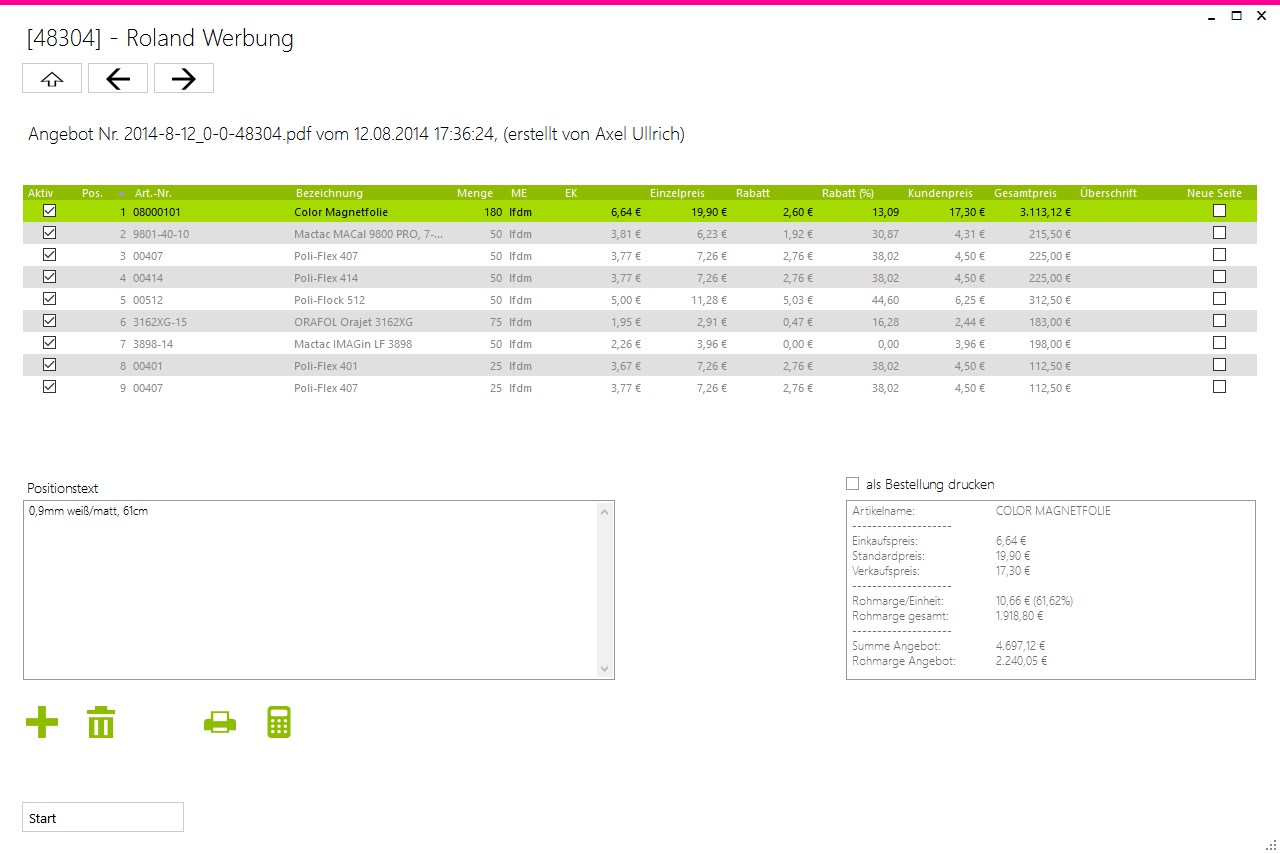 [48304] - Roland Werbung
Angebot Nr. 2014-8-12_0-0-48304.pdf vom 12.08.2014 17:36:24, (erstellt von Axel Ullrich)
Aktiv Pos. Art.-Nr. Bezeichnung Menge ME EK Einzelpreis Rabatt Rabatt (%) Kundenpreis Gesamtpreis Überschrift Neue Seite
1 08000101 Color Magnetfolie 180 lfdm 6,64 € 19,90 € 2,60 € 13,09 17,30 € 3.113,12 €
2 9801-40-10 Mactac MACal 9800 PRO, 7-... 50 lfdm 3,81 € 6,23 € 1,92 € 30,87 4,31 € 215,50 €
3 00407 Poli-Flex 407 50 lfdm 3,77 € 7,26 € 2,76 € 38,02 4,50 € 225,00 €
4 00414 Poli-Flex 414 50 lfdm 3,77 € 7,26 € 2,76 € 38,02 4,50 € 225,00 €
5 00512 Poli-Flock 512 50 lfdm 5,00 € 11,28 € 5,03 € 44,60 6,25 € 312,50 €
6 3162XG-15 ORAFOL Orajet 3162XG 75 lfdm 1,95 € 2,91 € 0,47 € 16,28 2,44 € 183,00 €
7 3898-14 Mactac IMAGin LF 3898 50 lfdm 2,26 € 3,96 € 0,00 € 0,00 3,96 € 198,00 €
8 00401 Poli-Flex 401 25 lfdm 3,67 € 7,26 € 2,76 € 38,02 4,50 € 112,50 €
9 00407 Poli-Flex 407 25 lfdm 3,77 € 7,26 € 2,76 € 38,02 4,50 € 112,50 €
Positionstext
0,9mm weiß/matt, 61cm
als Bestellung drucken
Artikelname: COLOR MAGNETFOLIE
--------------------
Einkaufspreis: 6,64 €
Standardpreis: 19,90 €
Verkaufspreis: 17,30 €
--------------------
Rohmarge/Einheit: 10,66 € (61,62%)
Rohmarge gesamt: 1.918,80 €
--------------------
Summe Angebot: 4.697,12 €
Rohmarge Angebot: 2.240,05 €
Start